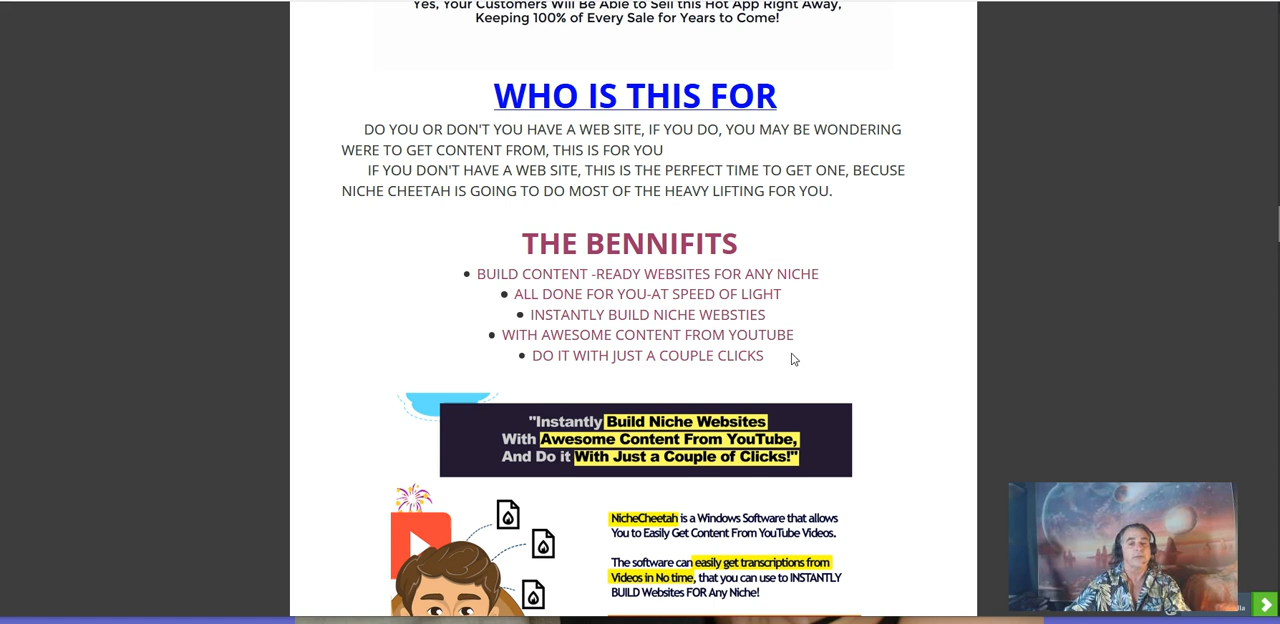 Yes, Your Customers Will Be Able to Sell this Hot App Right Away,
Keeping 100% of Every Sale for Years to Come!
WHO IS THIS FOR
DO YOU OR DON'T YOU HAVE A WEB SITE, IF YOU DO, YOU MAY BE WONDERING
WERE TO GET CONTENT FROM, THIS IS FOR YOU
IF YOU DON'T HAVE A WEB SITE, THIS IS THE PERFECT TIME TO GET ONE, BECUSE
NICHE CHEETAH IS GOING TO DO MOST OF THE HEAVY LIFTING FOR YOU.
THE BENNIFITS
• BUILD CONTENT -READY WEBSITES FOR ANY NICHE
• ALL DONE FOR YOU-AT SPEED OF LIGHT
• INSTANTLY BUILD NICHE WEBSTIES
• WITH AWESOME CONTENT FROM YOUTUBE
• DO IT WITH JUST A COUPLE CLICKS
"Instantly Build Niche Websites
With Awesome Content From YouTube,
And Do it With Just a Couple of Clicks!"
NicheCheetah is a Windows Software that allows
You to Easily Get Content From YouTube Videos.
The software can easily get transcriptions from
Videos in No time, that you can use to INSTANTLY
BUILD Websites FOR Any Niche!